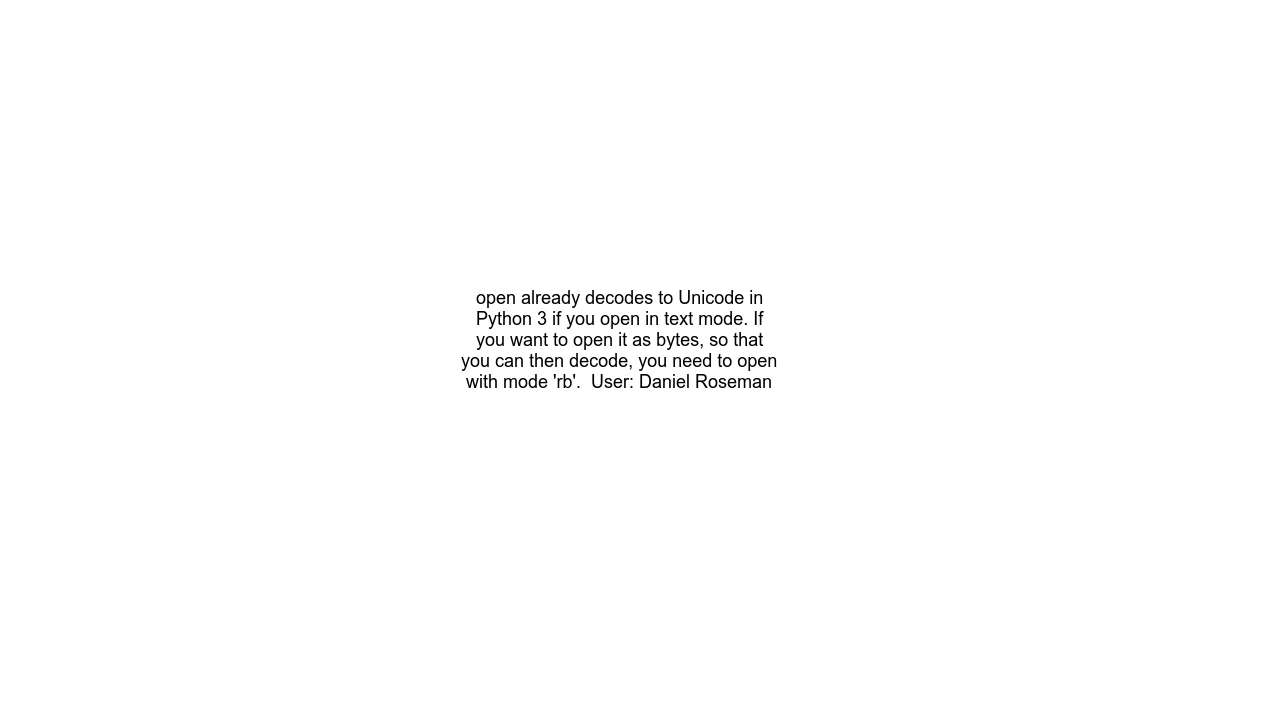 open already decodes to Unicode in
Python 3 if you open in text mode. If
you want to open it as bytes, so that
you can then decode, you need to open
with mode 'rb'.  User: Daniel Roseman